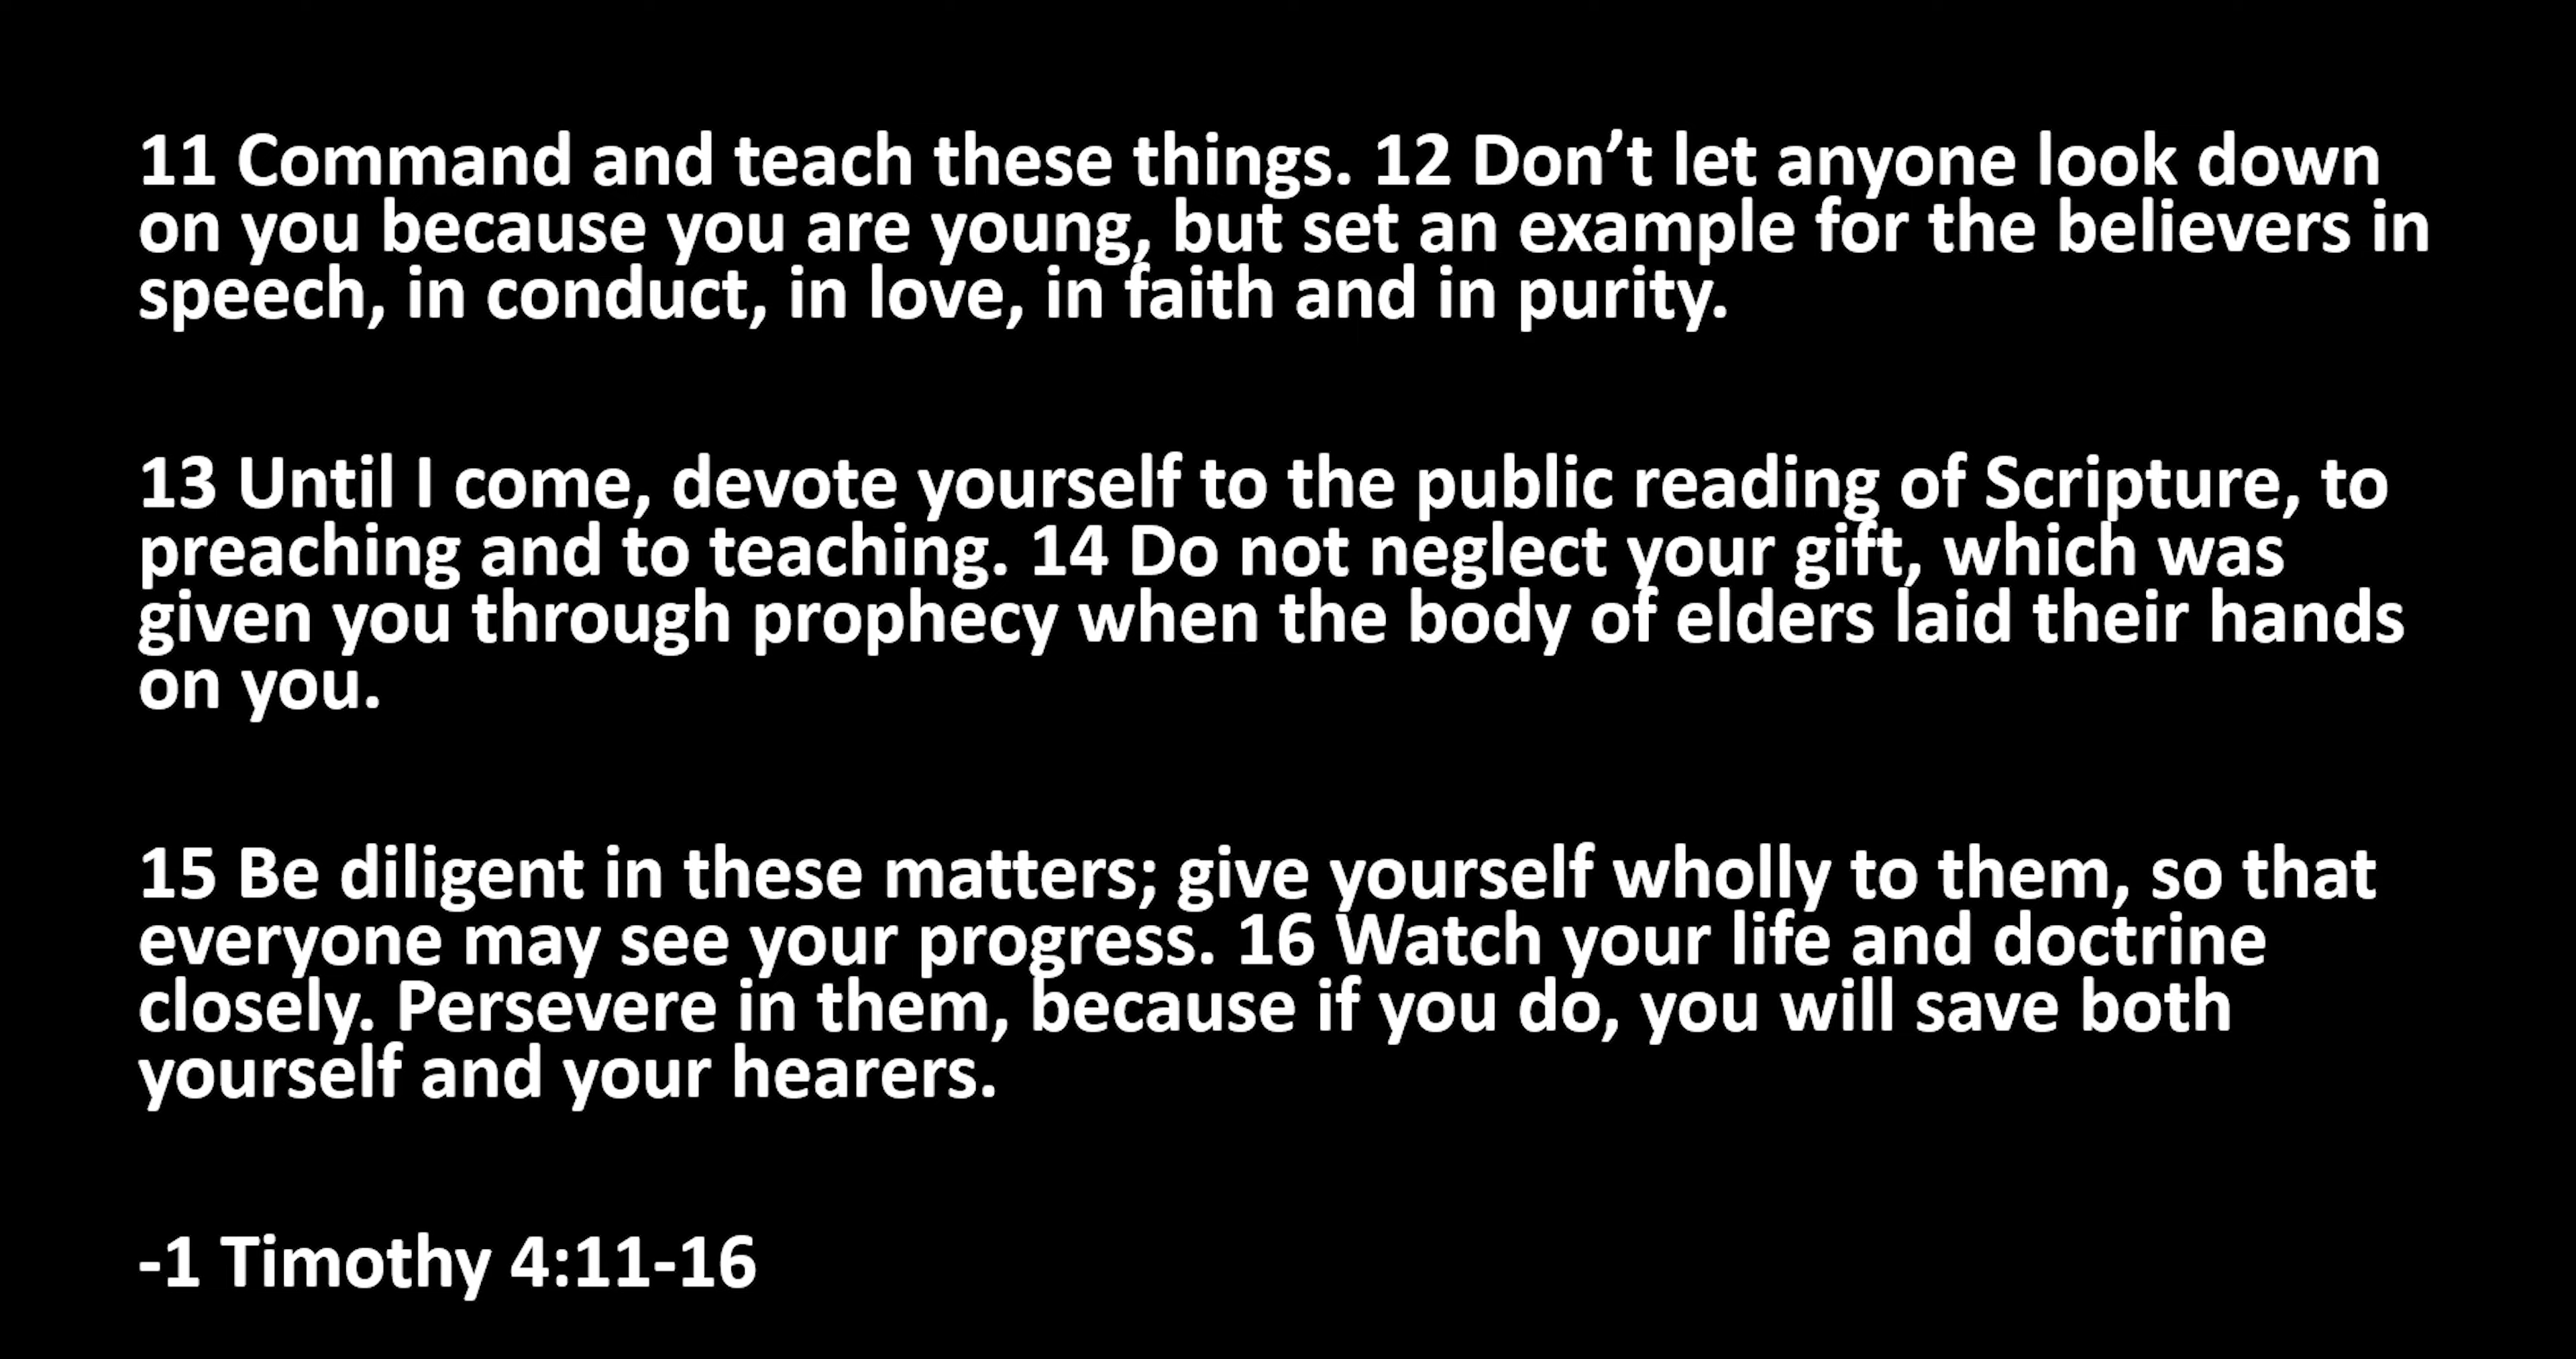 11 Command and teach these things. 12 Don’t let anyone look down
on you because you are young, but set an example for the believers in
speech, in conduct, in love, in faith and in purity.
13 Until I come, devote yourself to the public reading of Scripture, to
preaching and to teaching. 14 Do not neglect your gift, which was
given you through prophecy when the body of elders laid their hands
on you.
15 Be diligent in these matters; give yourself wholly to them, so that
everyone may see your progress. 16 Watch your life and doctrine
closely. Persevere in them, because if you do, you will save both
yourself and your hearers.
-1 Timothy 4:11-16